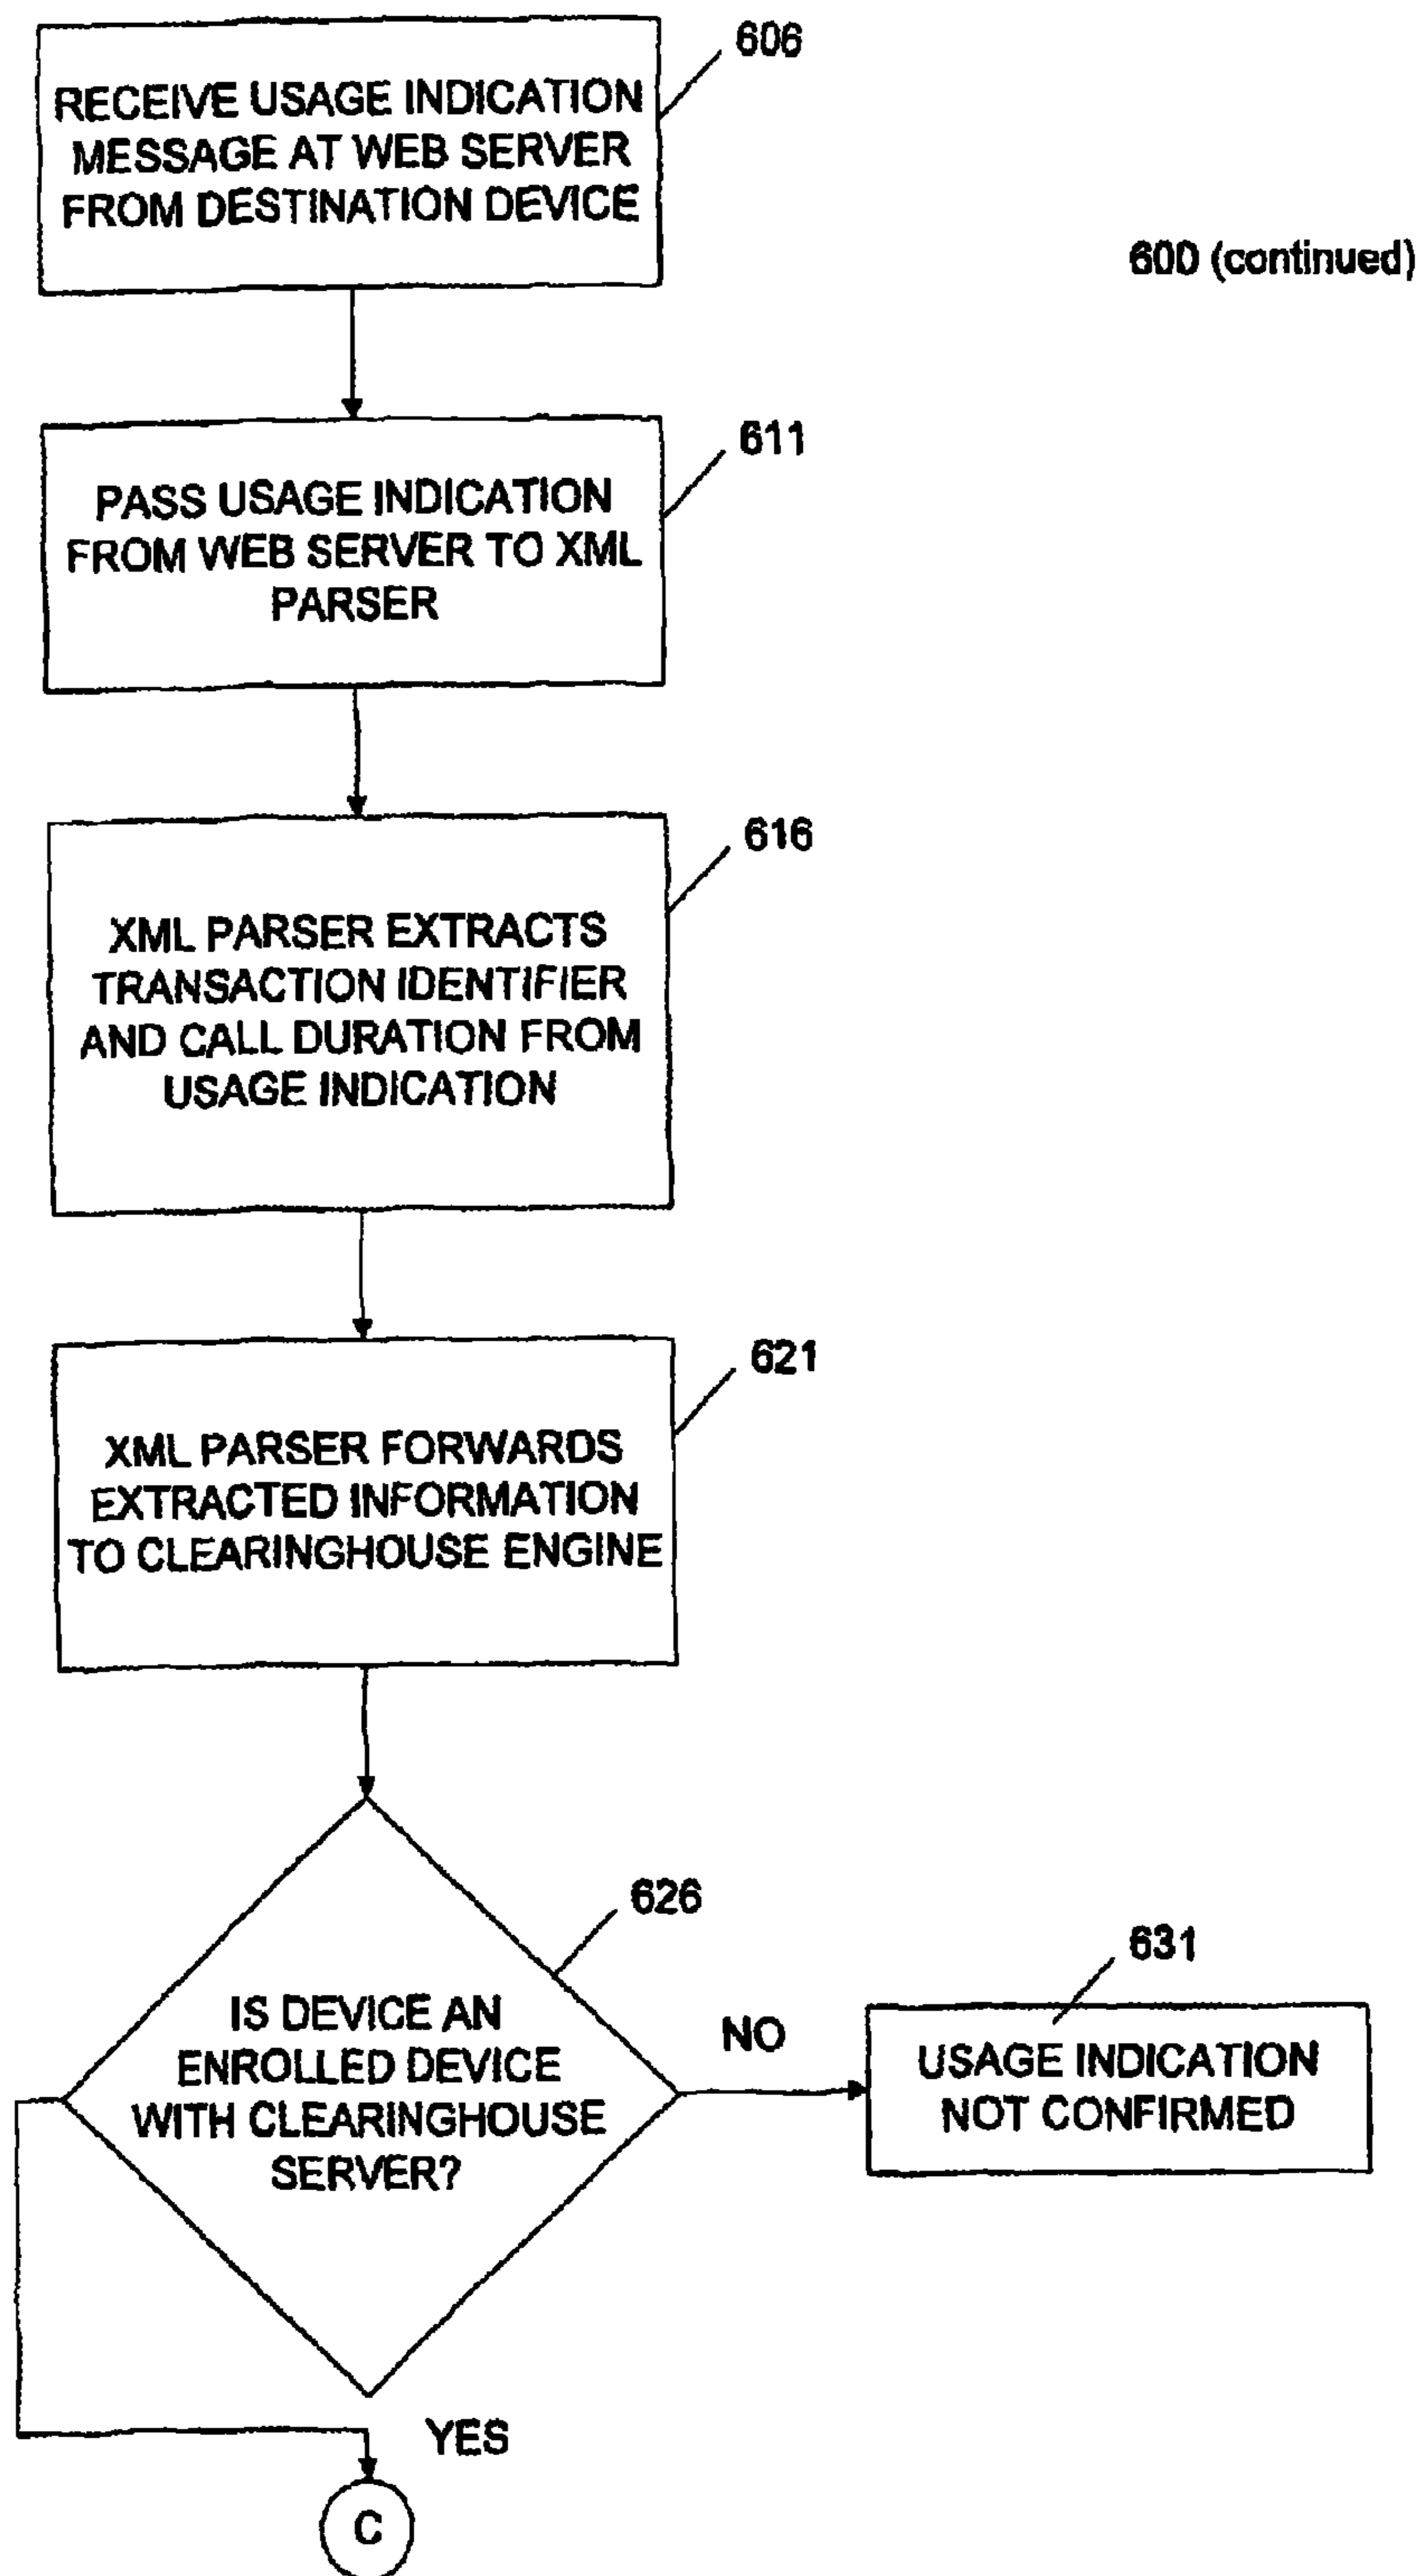 606
RECEIVE USAGE INDICATION
MESSAGE AT WEB SERVER
FROM DESTINATION DEVICE
600 (continued)
611
PASS USAGE INDICATION
FROM WEB SERVER TO XML
PARSER
616
XML PARSER EXTRACTS
TRANSACTION IDENTIFIER
AND CALL DURATION FROM
USAGE INDICATION
621
XML PARSER FORWARDS
EXTRACTED INFORMATION
TO CLEARINGHOUSE ENGINE
626
IS DEVICE AN
ENROLLED DEVICE
WITH CLEARINGHOUSE
SERVER?
NO
631
USAGE INDICATION
NOT CONFIRMED
YES
C